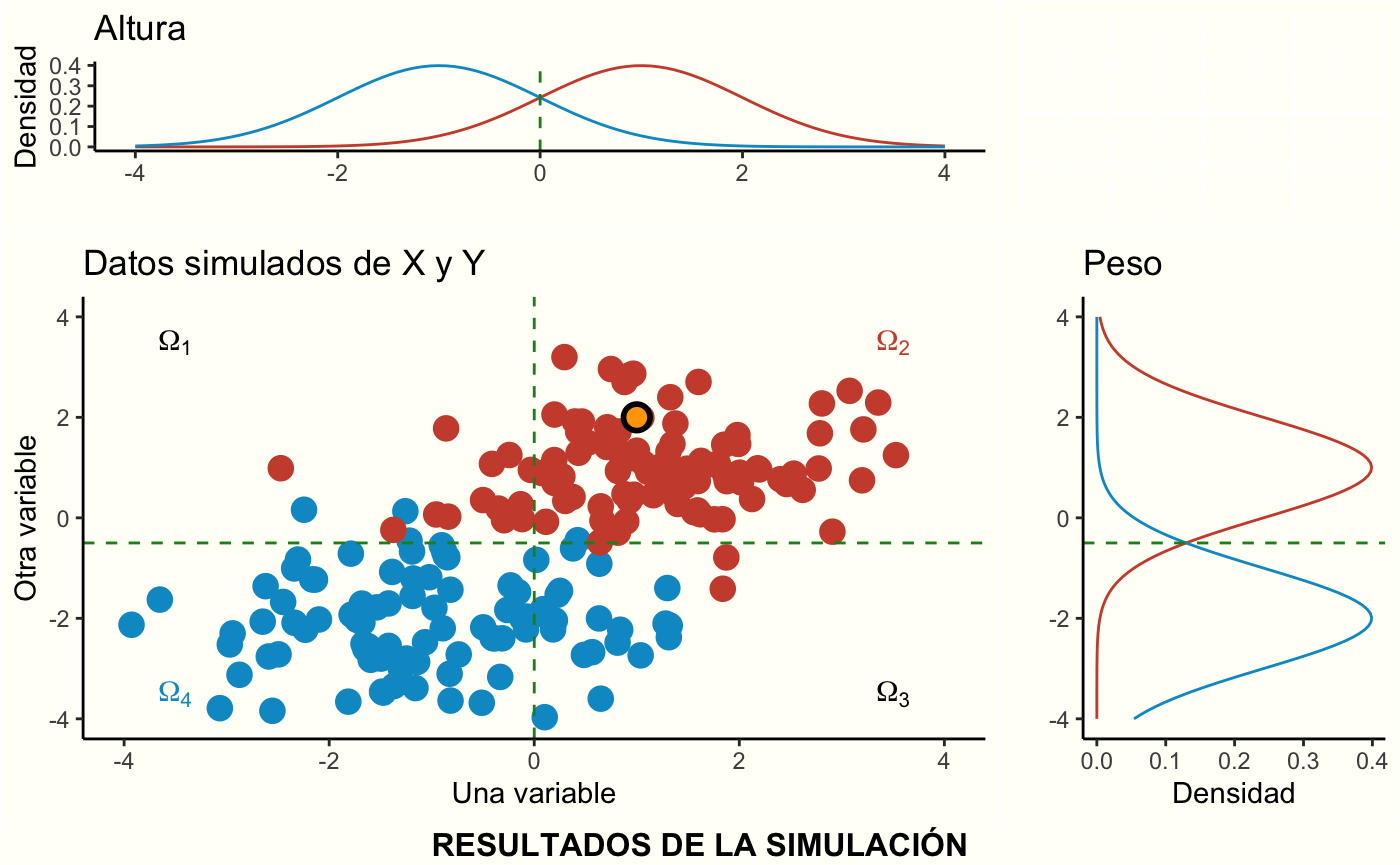 Altura
Densidad
0.4
0.3
0.2
0.1
0.0
-4 -2 0 2 4
Datos simulados de X y Y
Otra variable
4
2
0
-2
-4
Ω1
Ω2
Ω4
Ω3
-4 -2 0 2 4
Una variable
Peso
4
2
0
-2
-4
0.0 0.1 0.2 0.3 0.4
Densidad
RESULTADOS DE LA SIMULACIÓN